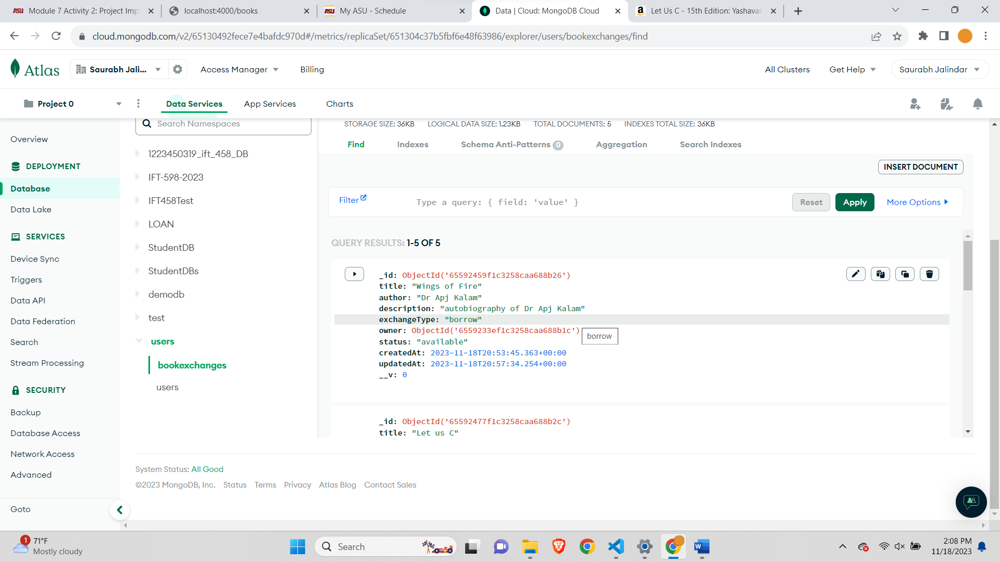 Module 7 Activity 2: Project Impl
localhost:4000/books
My ASU - Schedule
Data | Cloud: MongoDB Cloud
Let Us C - 15th Edition: Yashavan
cloud.mongodb.com/v2/65130492fece7e4bafdc970d#/metrics/replicaSet/651304c37b5fbf6e48f63986/explorer/users/bookexchanges/find
Atlas
Saurabh Jali...
Access Manager
Billing
All Clusters
Get Help
Saurabh Jalindar
Project 0
Data Services
App Services
Charts
Overview
DEPLOYMENT
Database
Data Lake
SERVICES
Device Sync
Triggers
Data API
Data Federation
Search
Stream Processing
SECURITY
Backup
Database Access
Network Access
Advanced
Goto
Search Namespaces
1223450319_ift_458_DB
IFT-598-2023
IFT458Test
LOAN
StudentDB
StudentDBs
demodb
test
users
bookexchanges
users
STORAGE SIZE: 36KB LOGICAL DATA SIZE: 1.23KB TOTAL DOCUMENTS: 5 INDEXES TOTAL SIZE: 36KB
Find Indexes Schema Anti-Patterns 0 Aggregation Search Indexes
INSERT DOCUMENT
Filter Type a query: { field: 'value' } Reset Apply More Options
QUERY RESULTS: 1-5 OF 5
_id: ObjectId('65592459f1c3258caa688b26')
title: "Wings of Fire"
author: "Dr Apj Kalam"
description: "autobiography of Dr Apj Kalam"
exchangeType: "borrow"
owner: ObjectId('6559233ef1c3258caa688b1c')
borrow
status: "available"
createdAt: 2023-11-18T20:53:45.363+00:00
updatedAt: 2023-11-18T20:57:34.254+00:00
__v: 0
_id: ObjectId('65592477f1c3258caa688b2c')
title: "Let us C"
System Status: All Good
©2023 MongoDB, Inc. Status Terms Privacy Atlas Blog Contact Sales
1
71°F
Mostly cloudy
Search
2:08 PM
11/18/2023